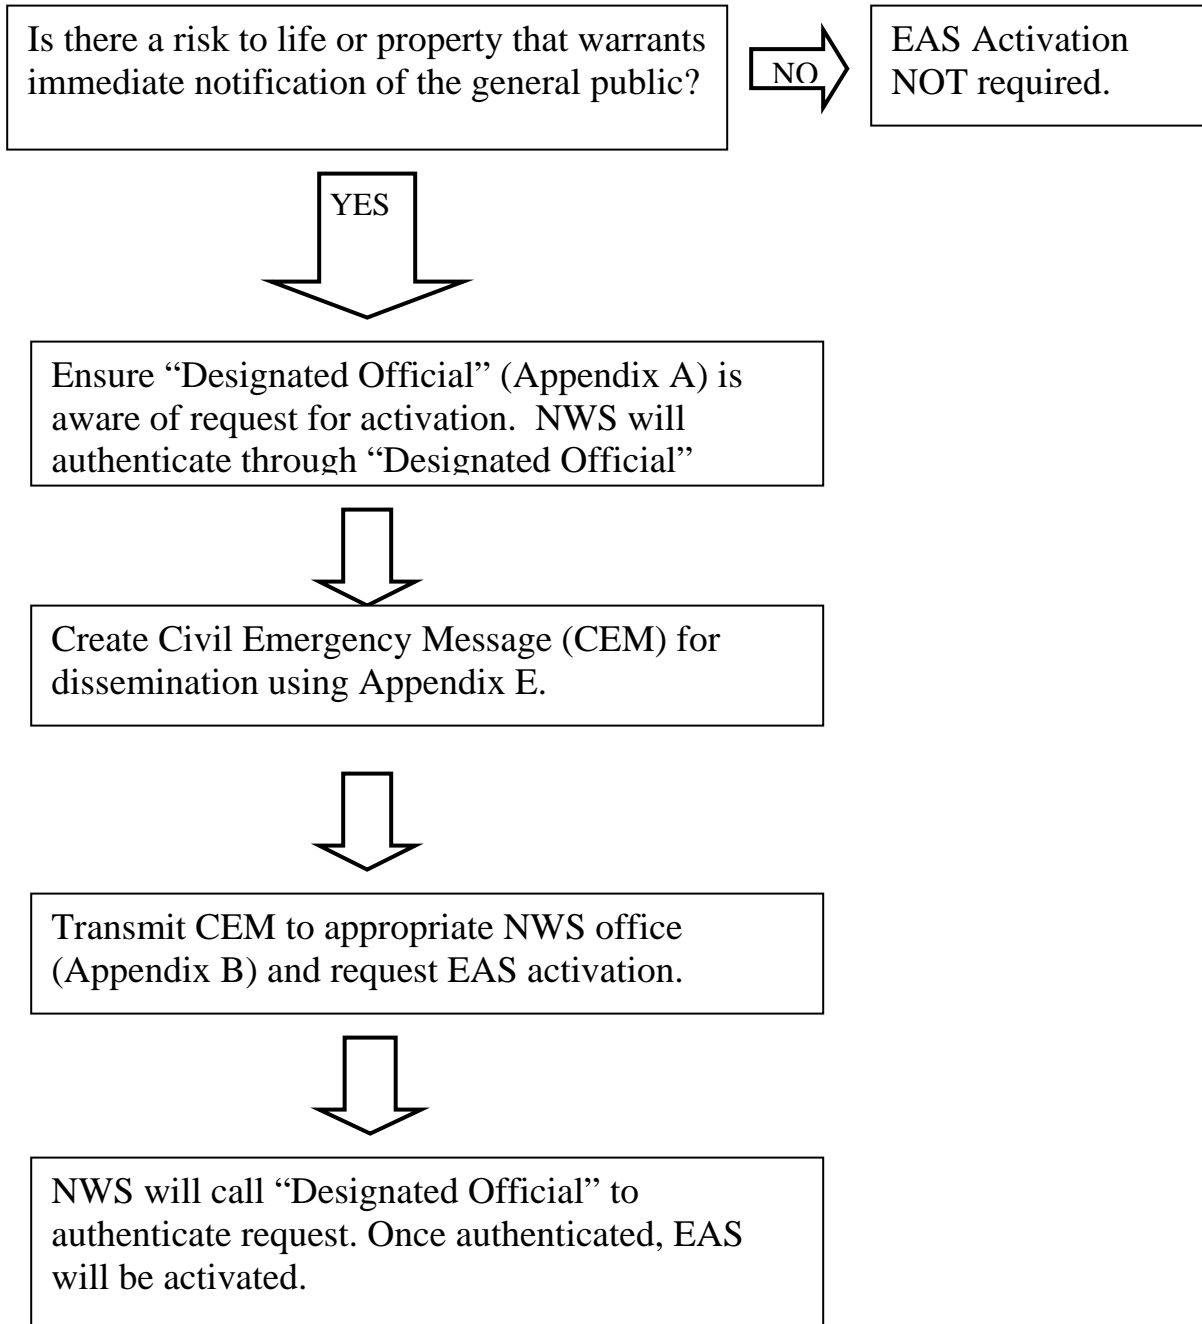 Is there a risk to life or property that warrants
immediate notification of the general public?
NO
EAS Activation
NOT required.
YES
Ensure “Designated Official” (Appendix A) is
aware of request for activation.  NWS will
authenticate through “Designated Official”
Create Civil Emergency Message (CEM) for
dissemination using Appendix E.
Transmit CEM to appropriate NWS office
(Appendix B) and request EAS activation.
NWS will call “Designated Official” to
authenticate request. Once authenticated, EAS
will be activated.